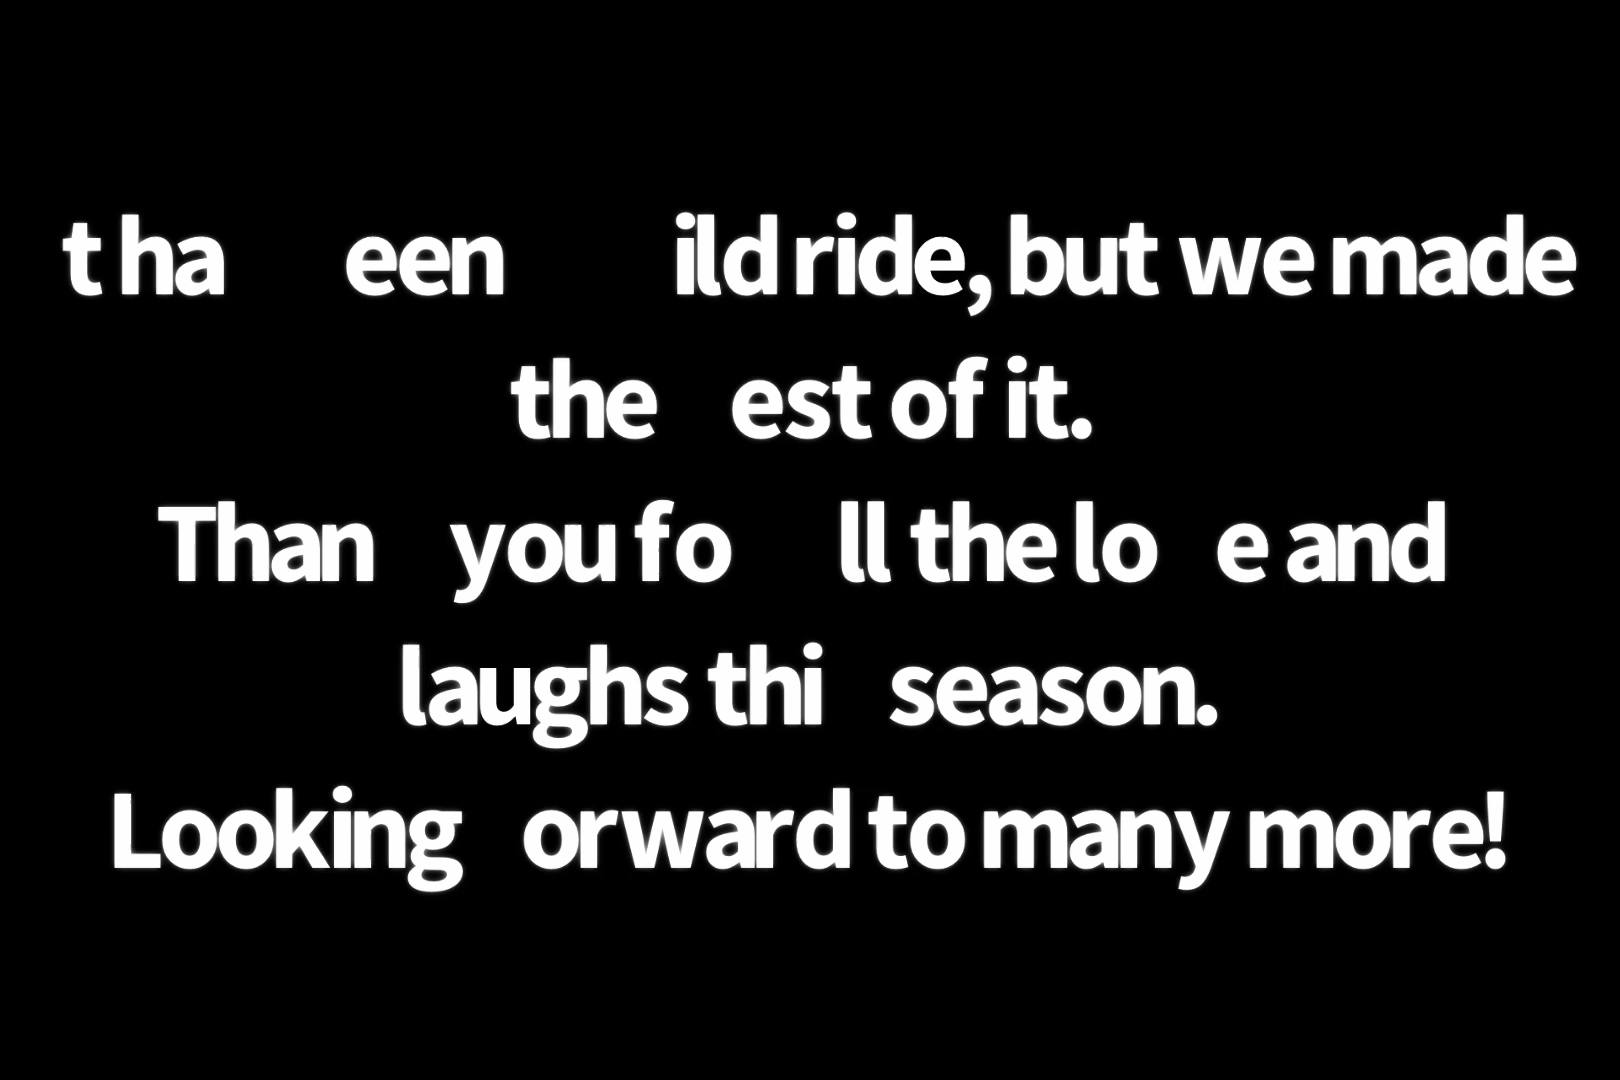 t ha een ild ride, but we made
the est of it.
Than you fo ll the lo e and
laughs thi season.
Looking orward to many more!